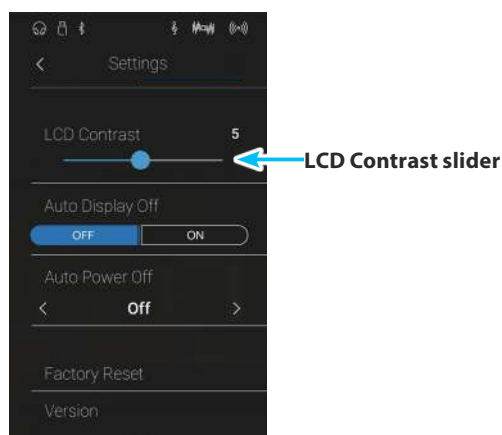 Settings
LCD Contrast 5
LCD Contrast slider
Auto Display Off
OFF ON
Auto Power Off
< Off >
Factory Reset
Version